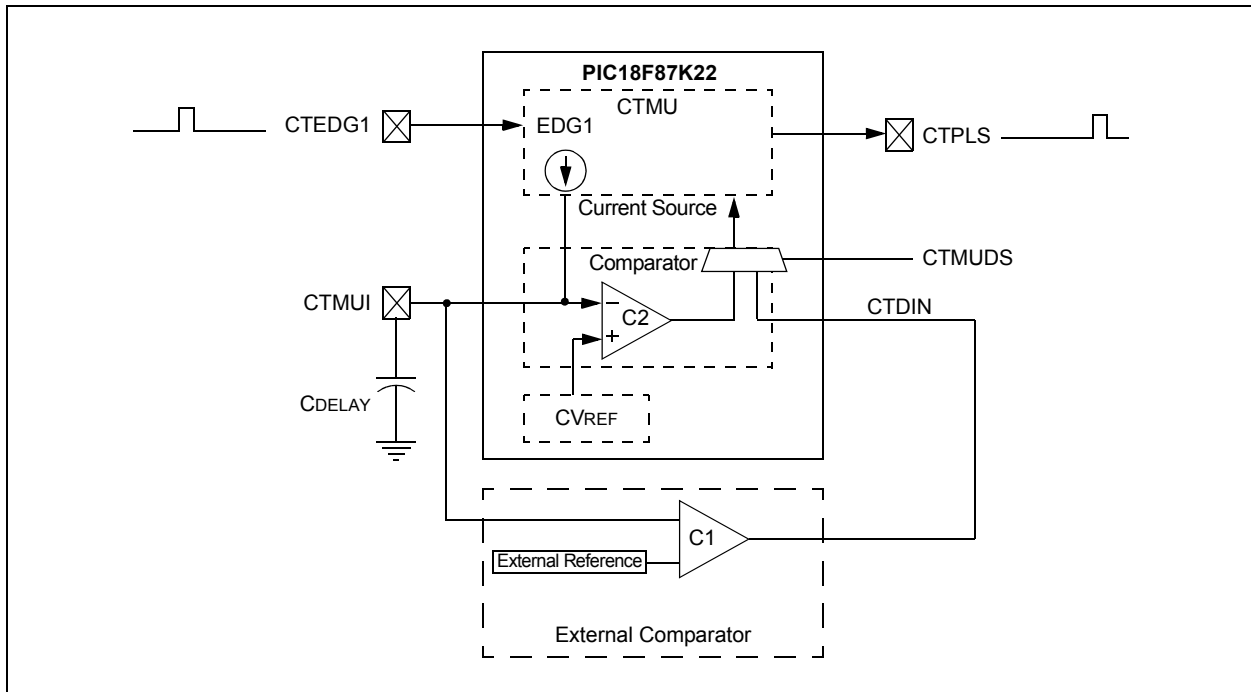 PIC18F87K22
CTMU
CTEDG1
EDG1
CTPLS
Current Source
Comparator
CTMUDS
CTMUI
−
C2
+
CTDIN
CDELAY
CVREF
C1
External Reference
External Comparator